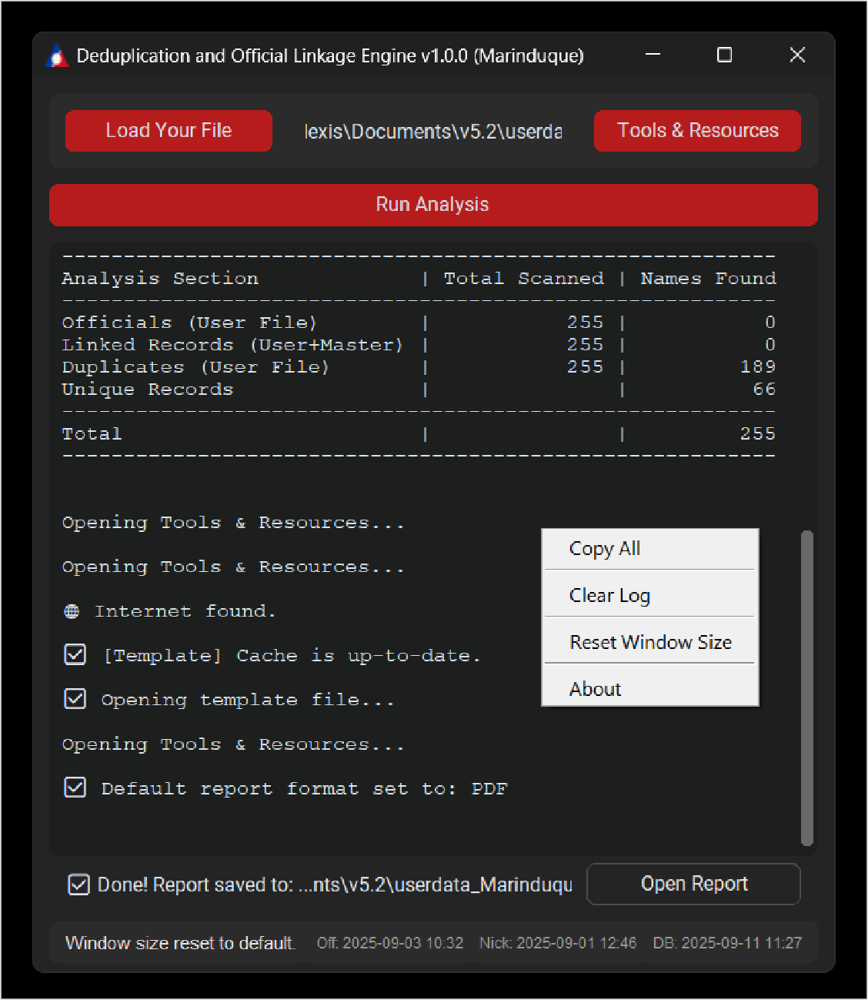 Deduplication and Official Linkage Engine v1.0.0 (Marinduque)
Load Your File
lexis\Documents\v5.2\userda
Tools & Resources
Run Analysis
----------------------------------------------------------
Analysis Section | Total Scanned | Names Found
----------------------------------------------------------
Officials (User File) | 255 | 0
Linked Records (User+Master) | 255 | 0
Duplicates (User File) | 255 | 189
Unique Records | | 66
----------------------------------------------------------
Total | | 255
----------------------------------------------------------
Opening Tools & Resources...
Opening Tools & Resources...
Internet found.
[Template] Cache is up-to-date.
Opening template file...
Opening Tools & Resources...
Default report format set to: PDF
Copy All
Clear Log
Reset Window Size
About
Done! Report saved to: ...nts\v5.2\userdata_Marinduqu
Open Report
Window size reset to default. Off: 2025-09-03 10:32 Nick: 2025-09-01 12:46 DB: 2025-09-11 11:27